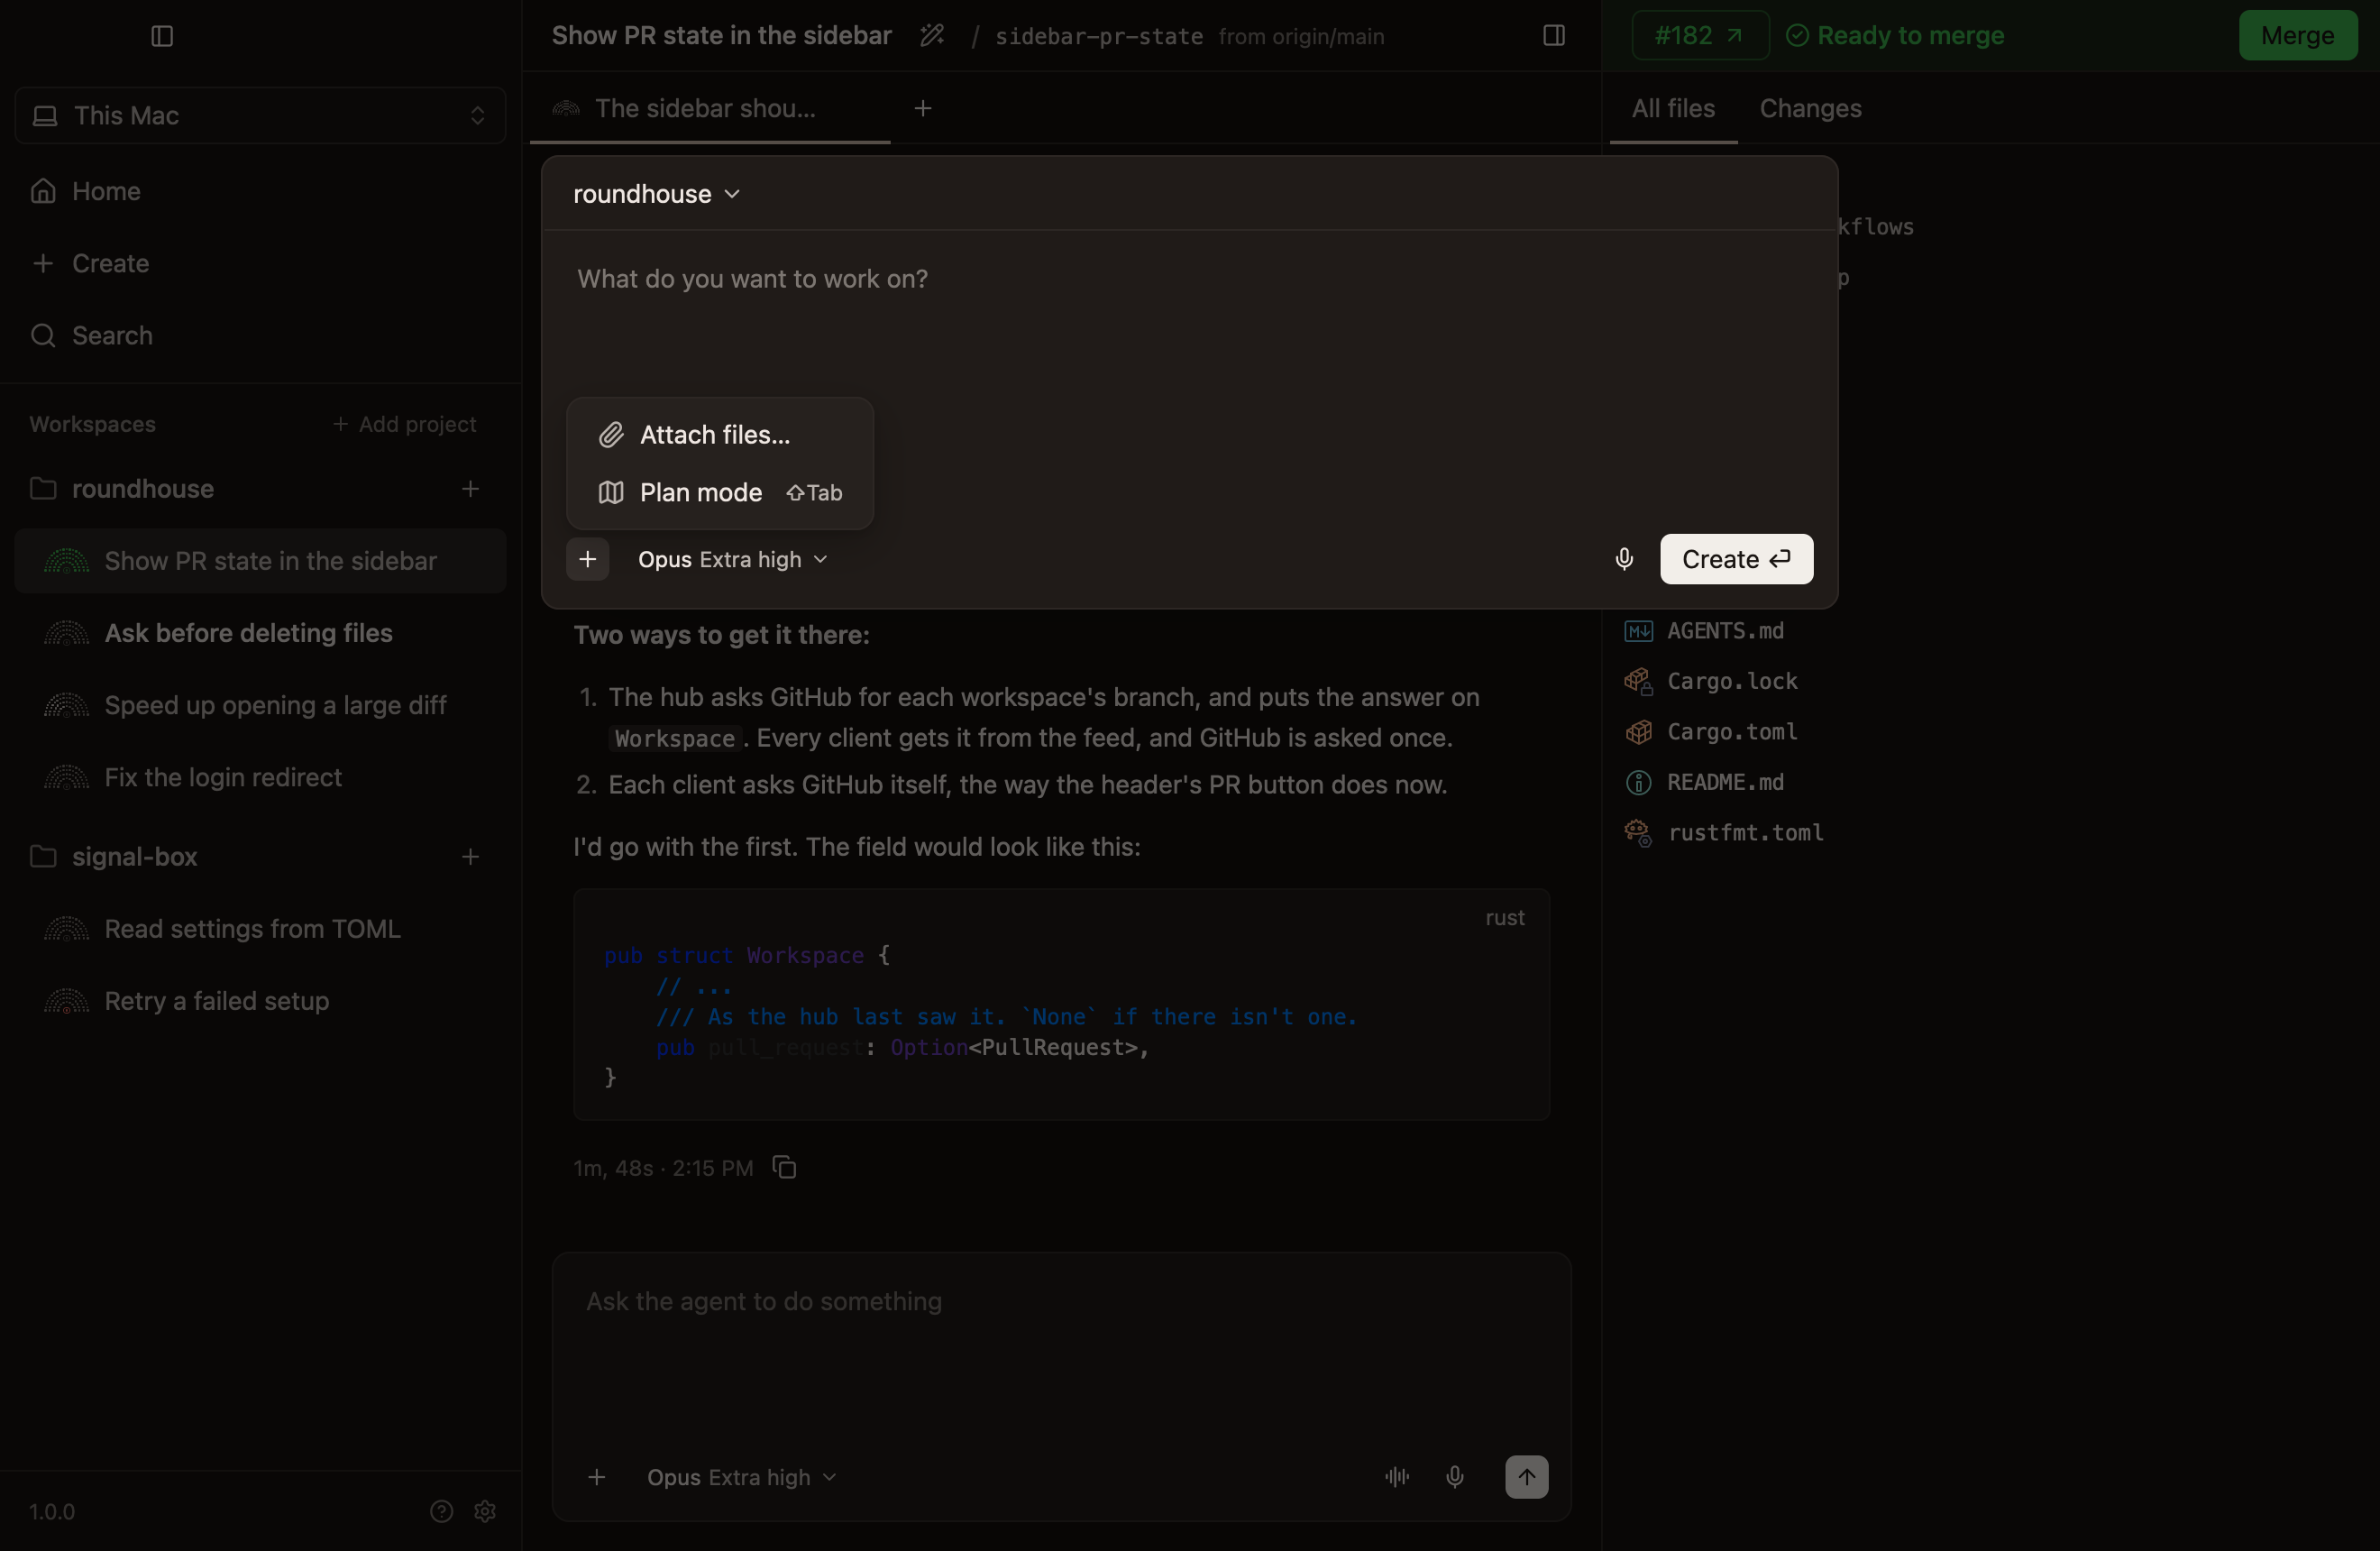 This Mac
Home
Create
Search
Workspaces
Add project
roundhouse
Show PR state in the sidebar
Ask before deleting files
Speed up opening a large diff
Fix the login redirect
signal-box
Read settings from TOML
Retry a failed setup
1.0.0
Show PR state in the sidebar / sidebar-pr-state from origin/main
The sidebar shou...
roundhouse
What do you want to work on?
Attach files...
Plan mode ⇧Tab
Opus Extra high
Create
Two ways to get it there:
1. The hub asks GitHub for each workspace's branch, and puts the answer on
Workspace. Every client gets it from the feed, and GitHub is asked once.
2. Each client asks GitHub itself, the way the header's PR button does now.
I'd go with the first. The field would look like this:
rust
pub struct Workspace {
// ...
/// As the hub last saw it. `None` if there isn't one.
pub pull_request: Option<PullRequest>,
}
1m, 48s · 2:15 PM
Ask the agent to do something
Opus Extra high
#182
Ready to merge
Merge
All files
Changes
kflows
p
AGENTS.md
Cargo.lock
Cargo.toml
README.md
rustfmt.toml